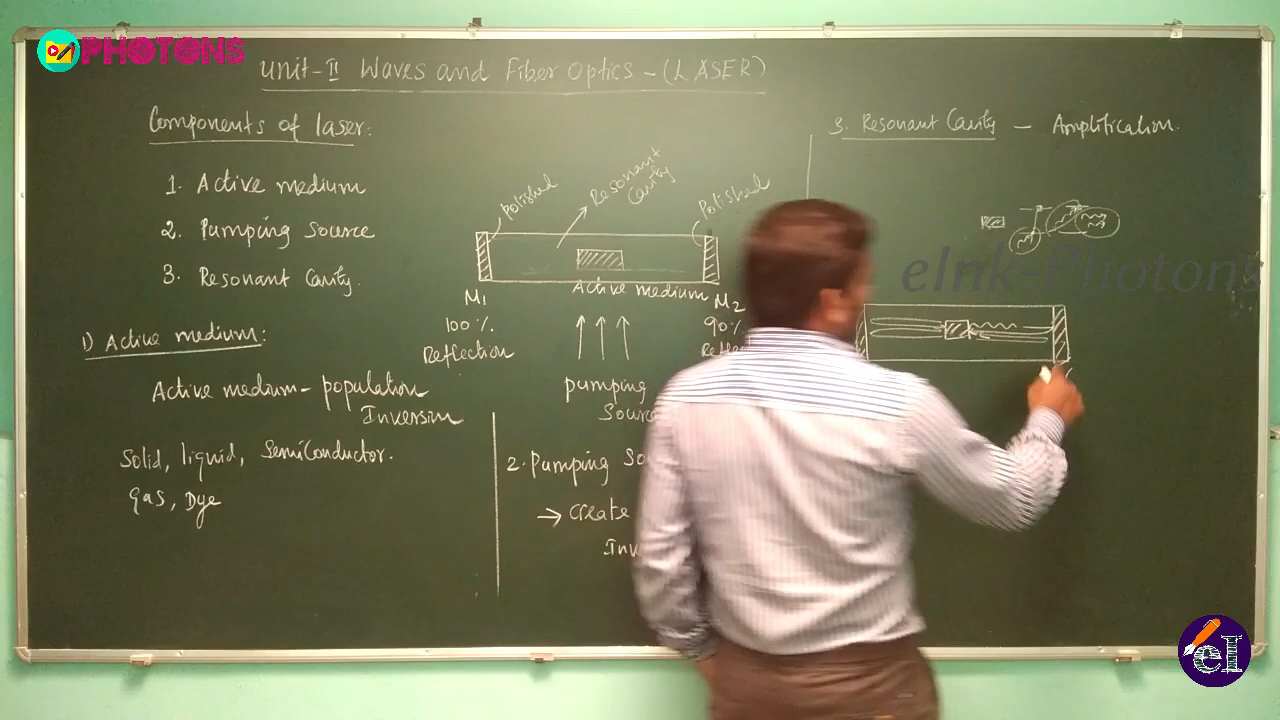 PHOTONS
Unit-II Waves and Fiber Optics - (LASER)
Components of laser:
1. Active medium
2. Pumping Source
3. Resonant Cavity.
1) Active medium:
Active medium - population
Inversion
Solid, liquid, Semiconductor.
Gas, Dye
Polished
Resonant
Cavity
Polished
Active medium
M1
100%
Reflection
M2
90%
pumping
Source
2. Pumping
→ Create
3. Resonant Cavity - Amplification.
eInk-Photons
eI